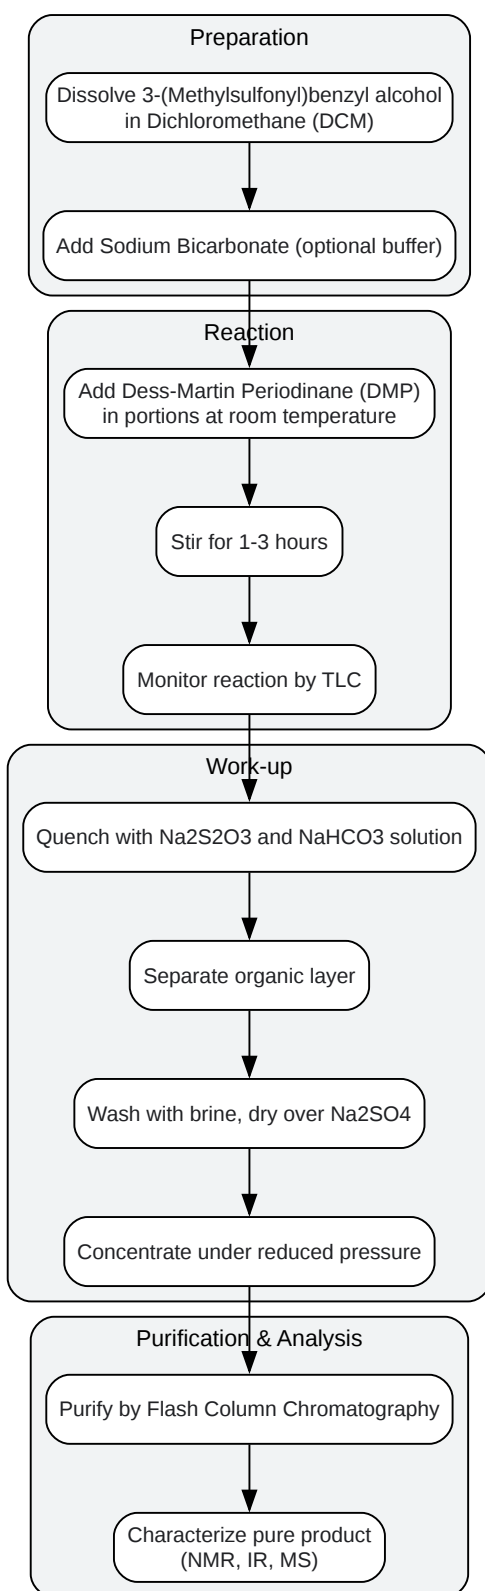 Preparation
Dissolve 3-(Methylsulfonyl)benzyl alcohol
in Dichloromethane (DCM)
Add Sodium Bicarbonate (optional buffer)
Reaction
Add Dess-Martin Periodinane (DMP)
in portions at room temperature
Stir for 1-3 hours
Monitor reaction by TLC
Work-up
Quench with Na2S2O3 and NaHCO3 solution
Separate organic layer
Wash with brine, dry over Na2SO4
Concentrate under reduced pressure
Purification & Analysis
Purify by Flash Column Chromatography
Characterize pure product
(NMR, IR, MS)